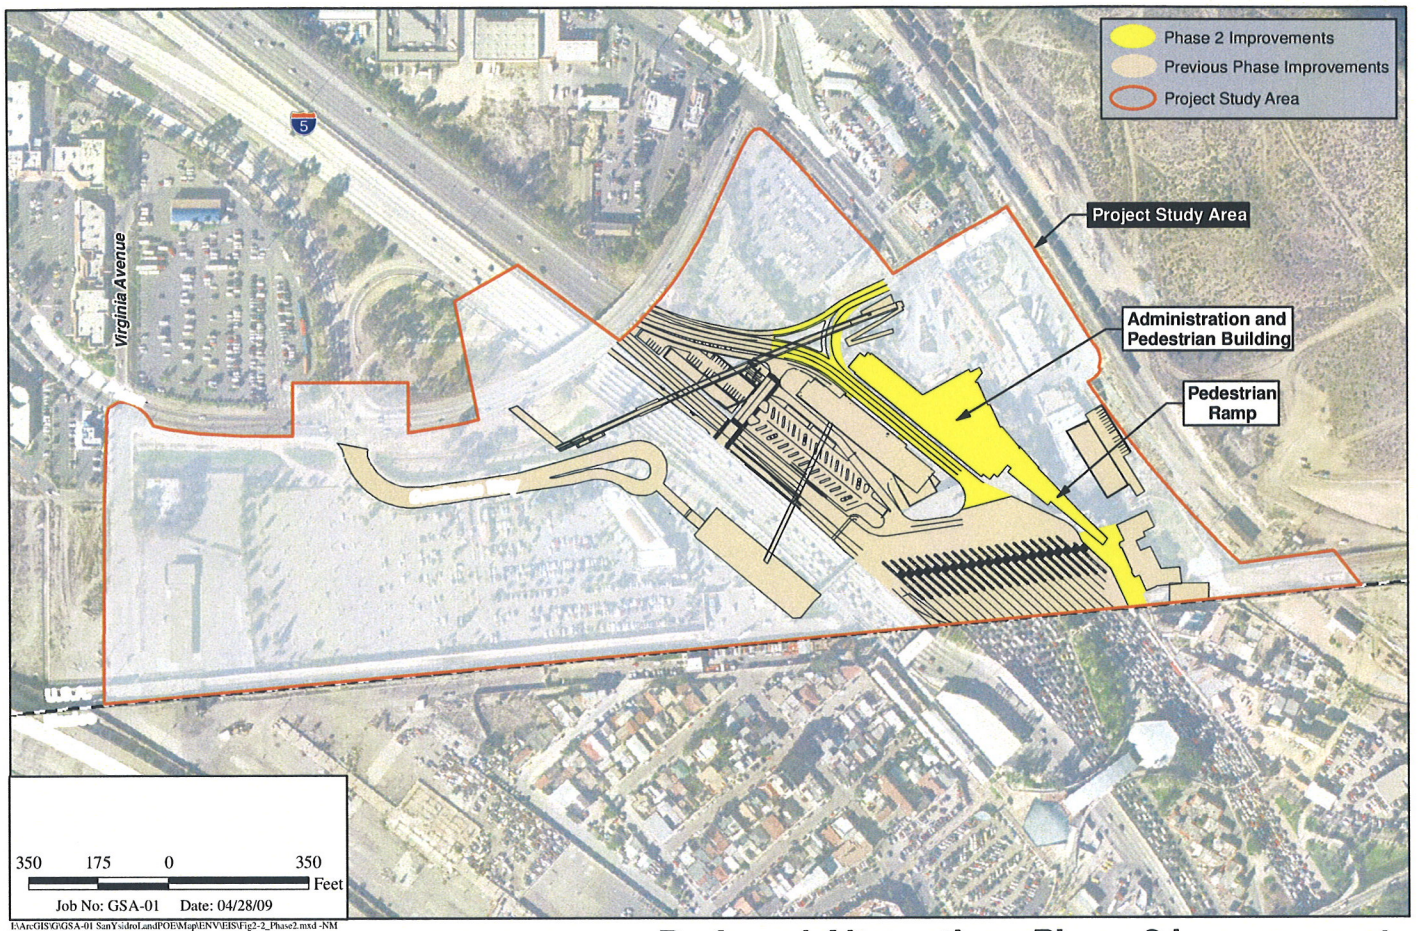 Phase 2 Improvements
Previous Phase Improvements
Project Study Area
5
Project Study Area
Virginia Avenue
Administration and
Pedestrian Building
Pedestrian
Ramp
350 175 0 350
Feet
Job No: GSA-01 Date: 04/28/09
I:\ArcGIS\G\GSA-01 SanYsidroLandPOE\Map\ENV\EIS\Fig2-2_Phase2.mxd -NM